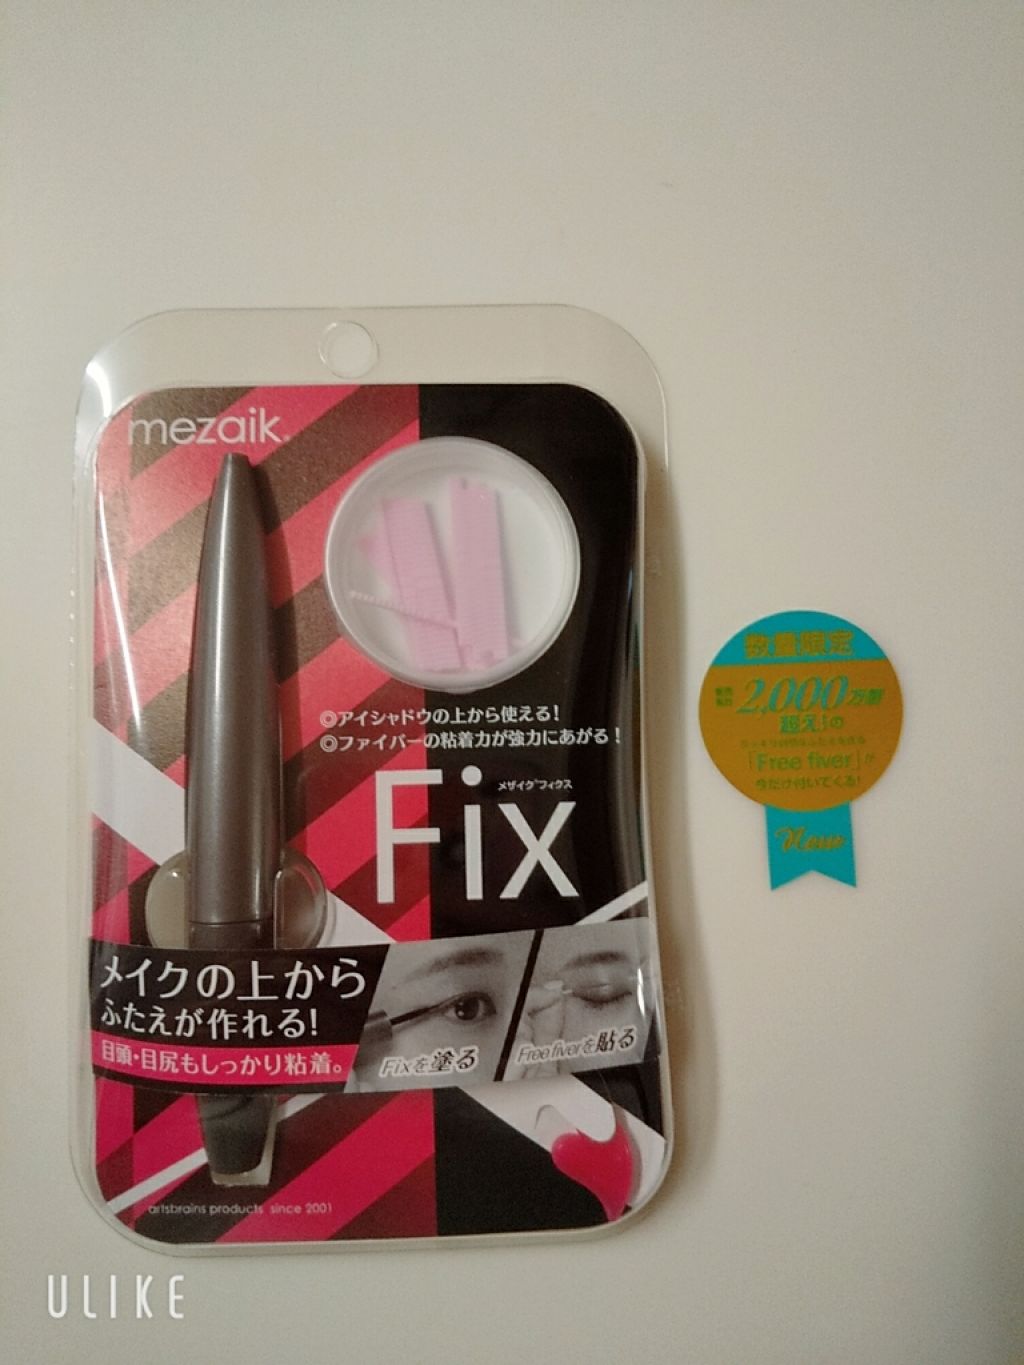 mezaik®
◎アイシャドウの上から使える!
◎ファイバーの粘着力が強力にあがる!
メザイク®フィクス
Fix
メイクの上から
ふたえが作れる!
目頭・目尻もしっかり粘着。
Fixを塗る
Free fiverを貼る
artsbrains products since 2001
数量限定
2,000万個
超え!の
「Free fiver」が
今だけ付いてくる!
New
ULIKE